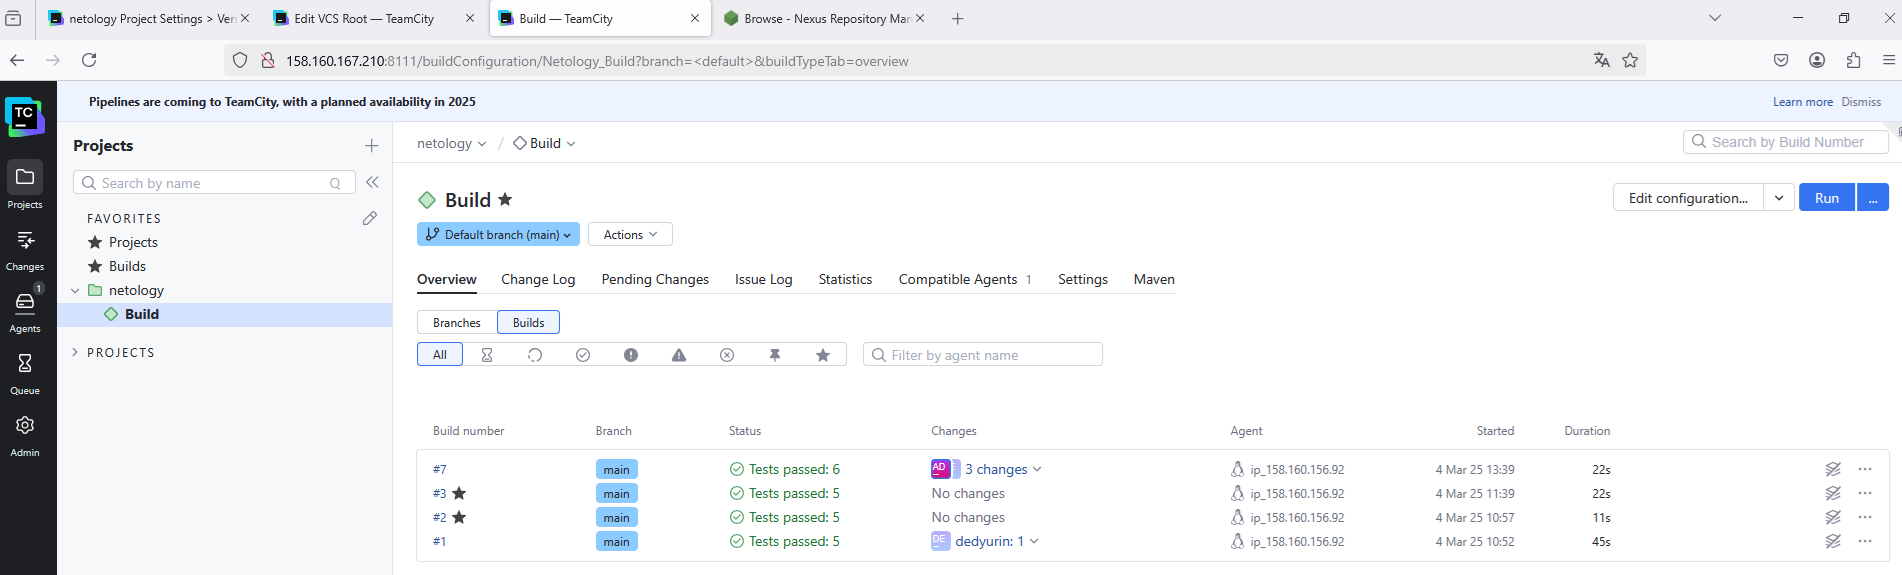 netology Project Settings > Ver
Edit VCS Root — TeamCity
Build — TeamCity
Browse - Nexus Repository Man
158.160.167.210:8111/buildConfiguration/Netology_Build?branch=<default>&buildTypeTab=overview
Pipelines are coming to TeamCity, with a planned availability in 2025
Learn more Dismiss
TC
Projects
Changes
1
Agents
Queue
Admin
Projects
Search by name Q
FAVORITES
Projects
Builds
netology
Build
PROJECTS
netology / Build
Search by Build Number
Build
Edit configuration... Run ...
Default branch (main) Actions
Overview Change Log Pending Changes Issue Log Statistics Compatible Agents 1 Settings Maven
Branches Builds
All Filter by agent name
Build number Branch Status Changes Agent Started Duration
#7 main Tests passed: 6 AD 3 changes ip_158.160.156.92 4 Mar 25 13:39 22s
#3 main Tests passed: 5 No changes ip_158.160.156.92 4 Mar 25 11:39 22s
#2 main Tests passed: 5 No changes ip_158.160.156.92 4 Mar 25 10:57 11s
#1 main Tests passed: 5 DE dedyurin: 1 ip_158.160.156.92 4 Mar 25 10:52 45s